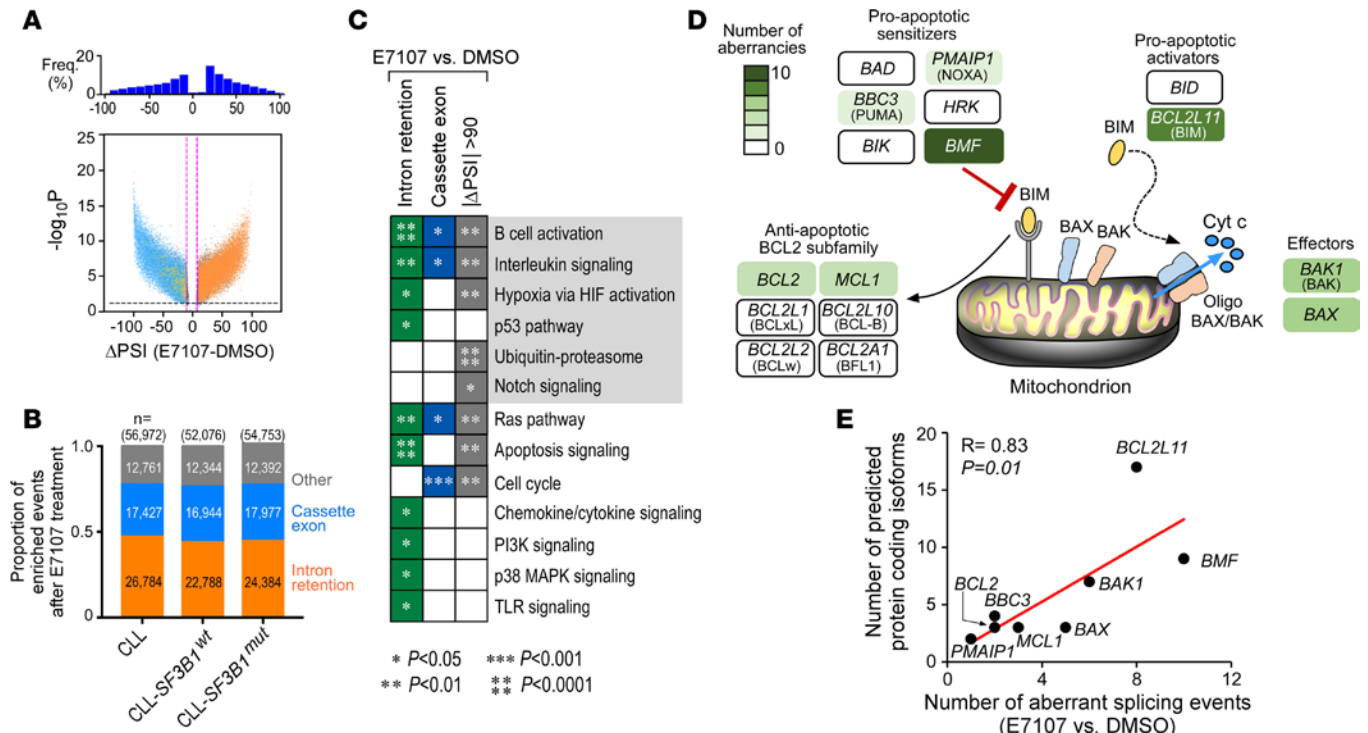 A
Freq.
(%)
20
10
0
-100
-50
0
50
100
25
20
15
10
5
0
-log10P
-100
-50
0
50
100
ΔPSI (E7107-DMSO)
B
n=
(56,972)
(52,076)
(54,753)
Proportion of
enriched events
after E7107 treatment
1.0
0.5
0
12,761
12,344
12,392
Other
17,427
16,944
17,977
Cassette
exon
26,784
22,788
24,384
Intron
retention
CLL
CLL-SF3B1wt
CLL-SF3B1mut
C
E7107 vs. DMSO
Intron retention
Cassette exon
|ΔPSI| >90
**** * ** B cell activation
** * ** Interleukin signaling
* ** Hypoxia via HIF activation
* p53 pathway
**** Ubiquitin-proteasome
* Notch signaling
** * ** Ras pathway
**** ** Apoptosis signaling
*** ** Cell cycle
* Chemokine/cytokine signaling
* PI3K signaling
* p38 MAPK signaling
* TLR signaling
* P<0.05
*** P<0.001
** P<0.01
**** P<0.0001
D
Number of
aberrancies
10
0
Pro-apoptotic
sensitizers
BAD
PMAIP1
(NOXA)
BBC3
(PUMA)
HRK
BIK
BMF
Pro-apoptotic
activators
BID
BCL2L11
(BIM)
BIM
BIM
BAX
BAK
Cyt c
Oligo
BAX/BAK
Effectors
BAK1
(BAK)
BAX
Anti-apoptotic
BCL2 subfamily
BCL2
MCL1
BCL2L1
(BCLxL)
BCL2L10
(BCL-B)
BCL2L2
(BCLw)
BCL2A1
(BFL1)
Mitochondrion
E
Number of predicted
protein coding isoforms
20
15
10
5
0
R= 0.83
P=0.01
BCL2L11
BMF
BAK1
BCL2
BBC3
BAX
MCL1
PMAIP1
0
4
8
12
Number of aberrant splicing events
(E7107 vs. DMSO)